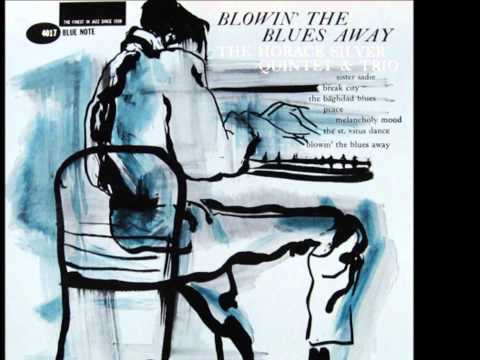 THE FINEST IN JAZZ SINCE 1939
4017 BLUE NOTE
BLOWIN' THE
BLUES AWAY
THE HORACE SILVER
QUINTET & TRIO
sister sadie
break city
the baghdad blues
peace
melancholy mood
the st. vitus dance
blowin' the blues away